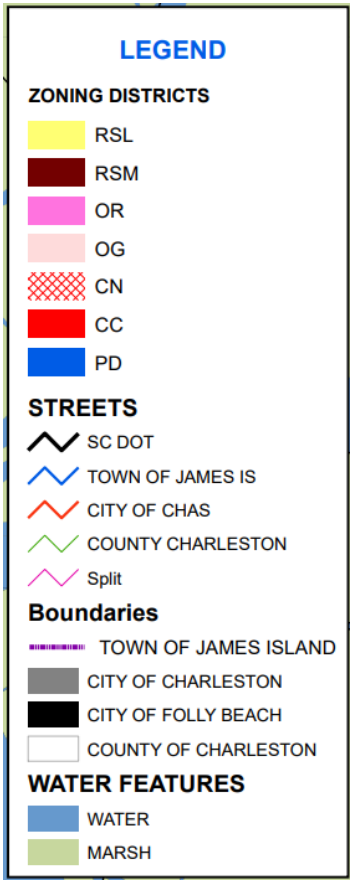 LEGEND
ZONING DISTRICTS
RSL
RSM
OR
OG
CN
CC
PD
STREETS
SC DOT
TOWN OF JAMES IS
CITY OF CHAS
COUNTY CHARLESTON
Split
Boundaries
TOWN OF JAMES ISLAND
CITY OF CHARLESTON
CITY OF FOLLY BEACH
COUNTY OF CHARLESTON
WATER FEATURES
WATER
MARSH